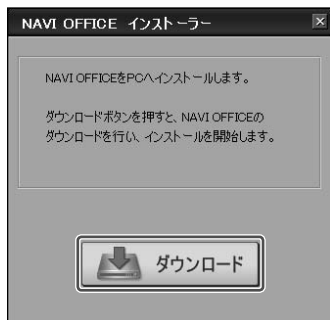 NAVI OFFICE インストーラー
NAVI OFFICEをPCへインストールします。
ダウンロードボタンを押すと、NAVI OFFICEの
ダウンロードを行い、インストールを開始します。
ダウンロード